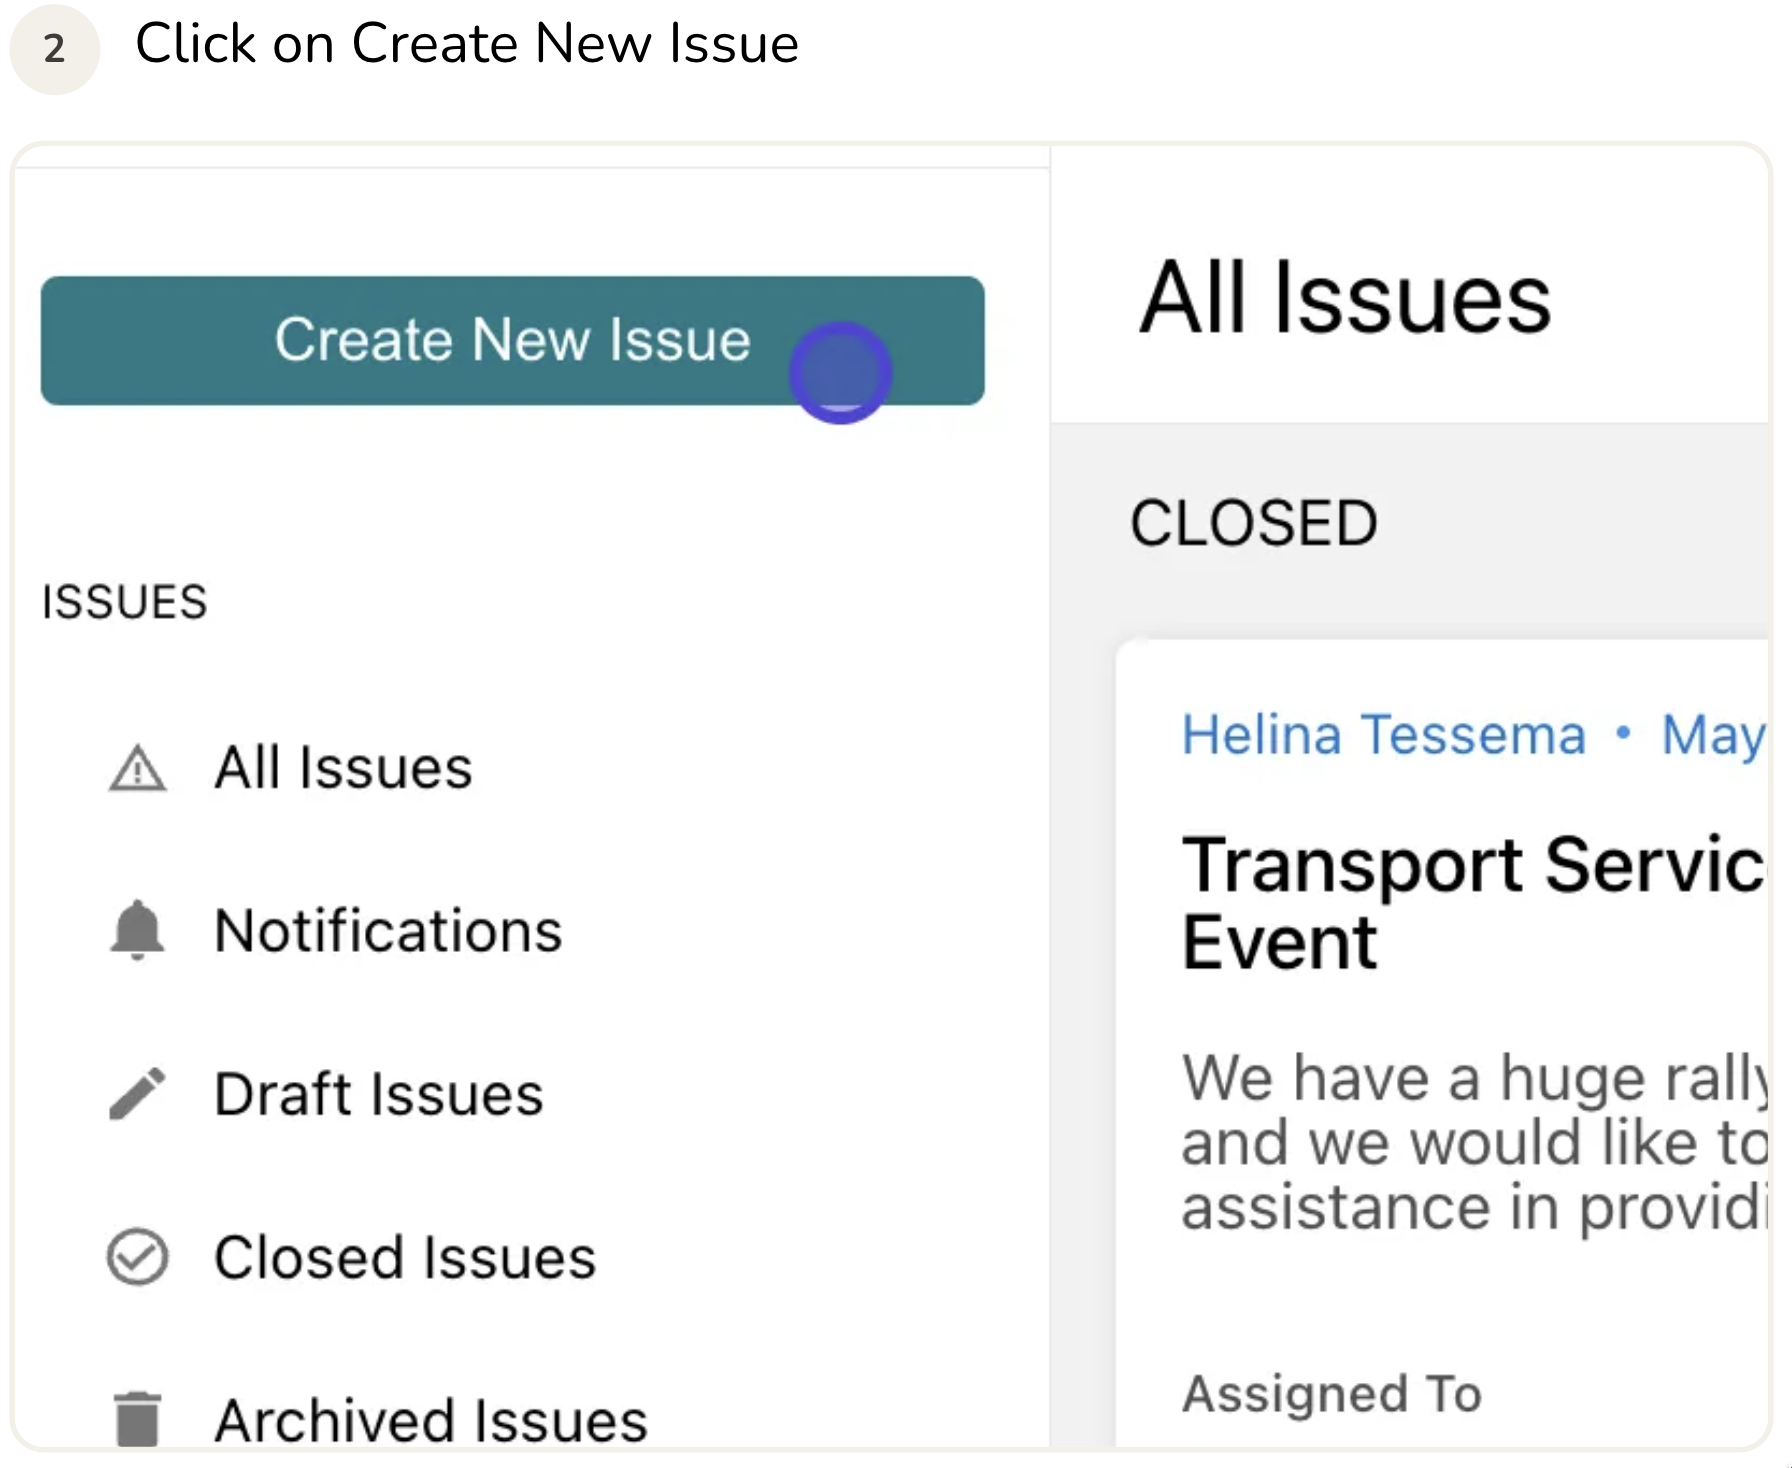 2
Click on Create New Issue
Create New Issue
ISSUES
All Issues
Notifications
Draft Issues
Closed Issues
Archived Issues
All Issues
CLOSED
Helina Tessema • May
Transport Servic
Event
We have a huge rally
and we would like to
assistance in providi
Assigned To